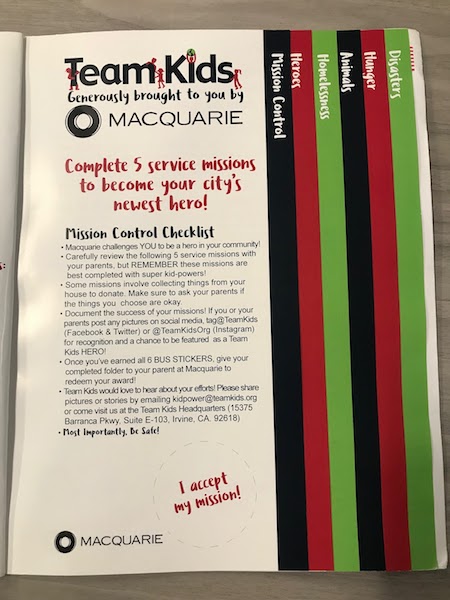 Team Kids
Generously brought to you by
MACQUARIE
Complete 5 service missions
to become your city's
newest hero!
Mission Control Checklist
• Macquarie challenges YOU to be a hero in your community!
• Carefully review the following 5 service missions with
your parents, but REMEMBER these missions are
best completed with super kid-powers!
• Some missions involve collecting things from your
house to donate. Make sure to ask your parents if
the things you choose are okay.
• Document the success of your missions! If you or your
parents post any pictures on social media, tag@TeamKids
(Facebook & Twitter) or @TeamKidsOrg (Instagram)
for recognition and a chance to be featured as a Team
Kids HERO!
• Once you've earned all 6 BUS STICKERS, give your
completed folder to your parent at Macquarie to
redeem your award!
• Team Kids would love to hear about your efforts! Please share
pictures or stories by emailing kidpower@teamkids.org
or come visit us at the Team Kids Headquarters (15375
Barranca Pkwy, Suite E-103, Irvine, CA. 92618)
• Most Importantly, Be Safe!
I accept
my mission!
MACQUARIE
Mission Control
Heroes
Homelessness
Animals
Hunger
Disasters